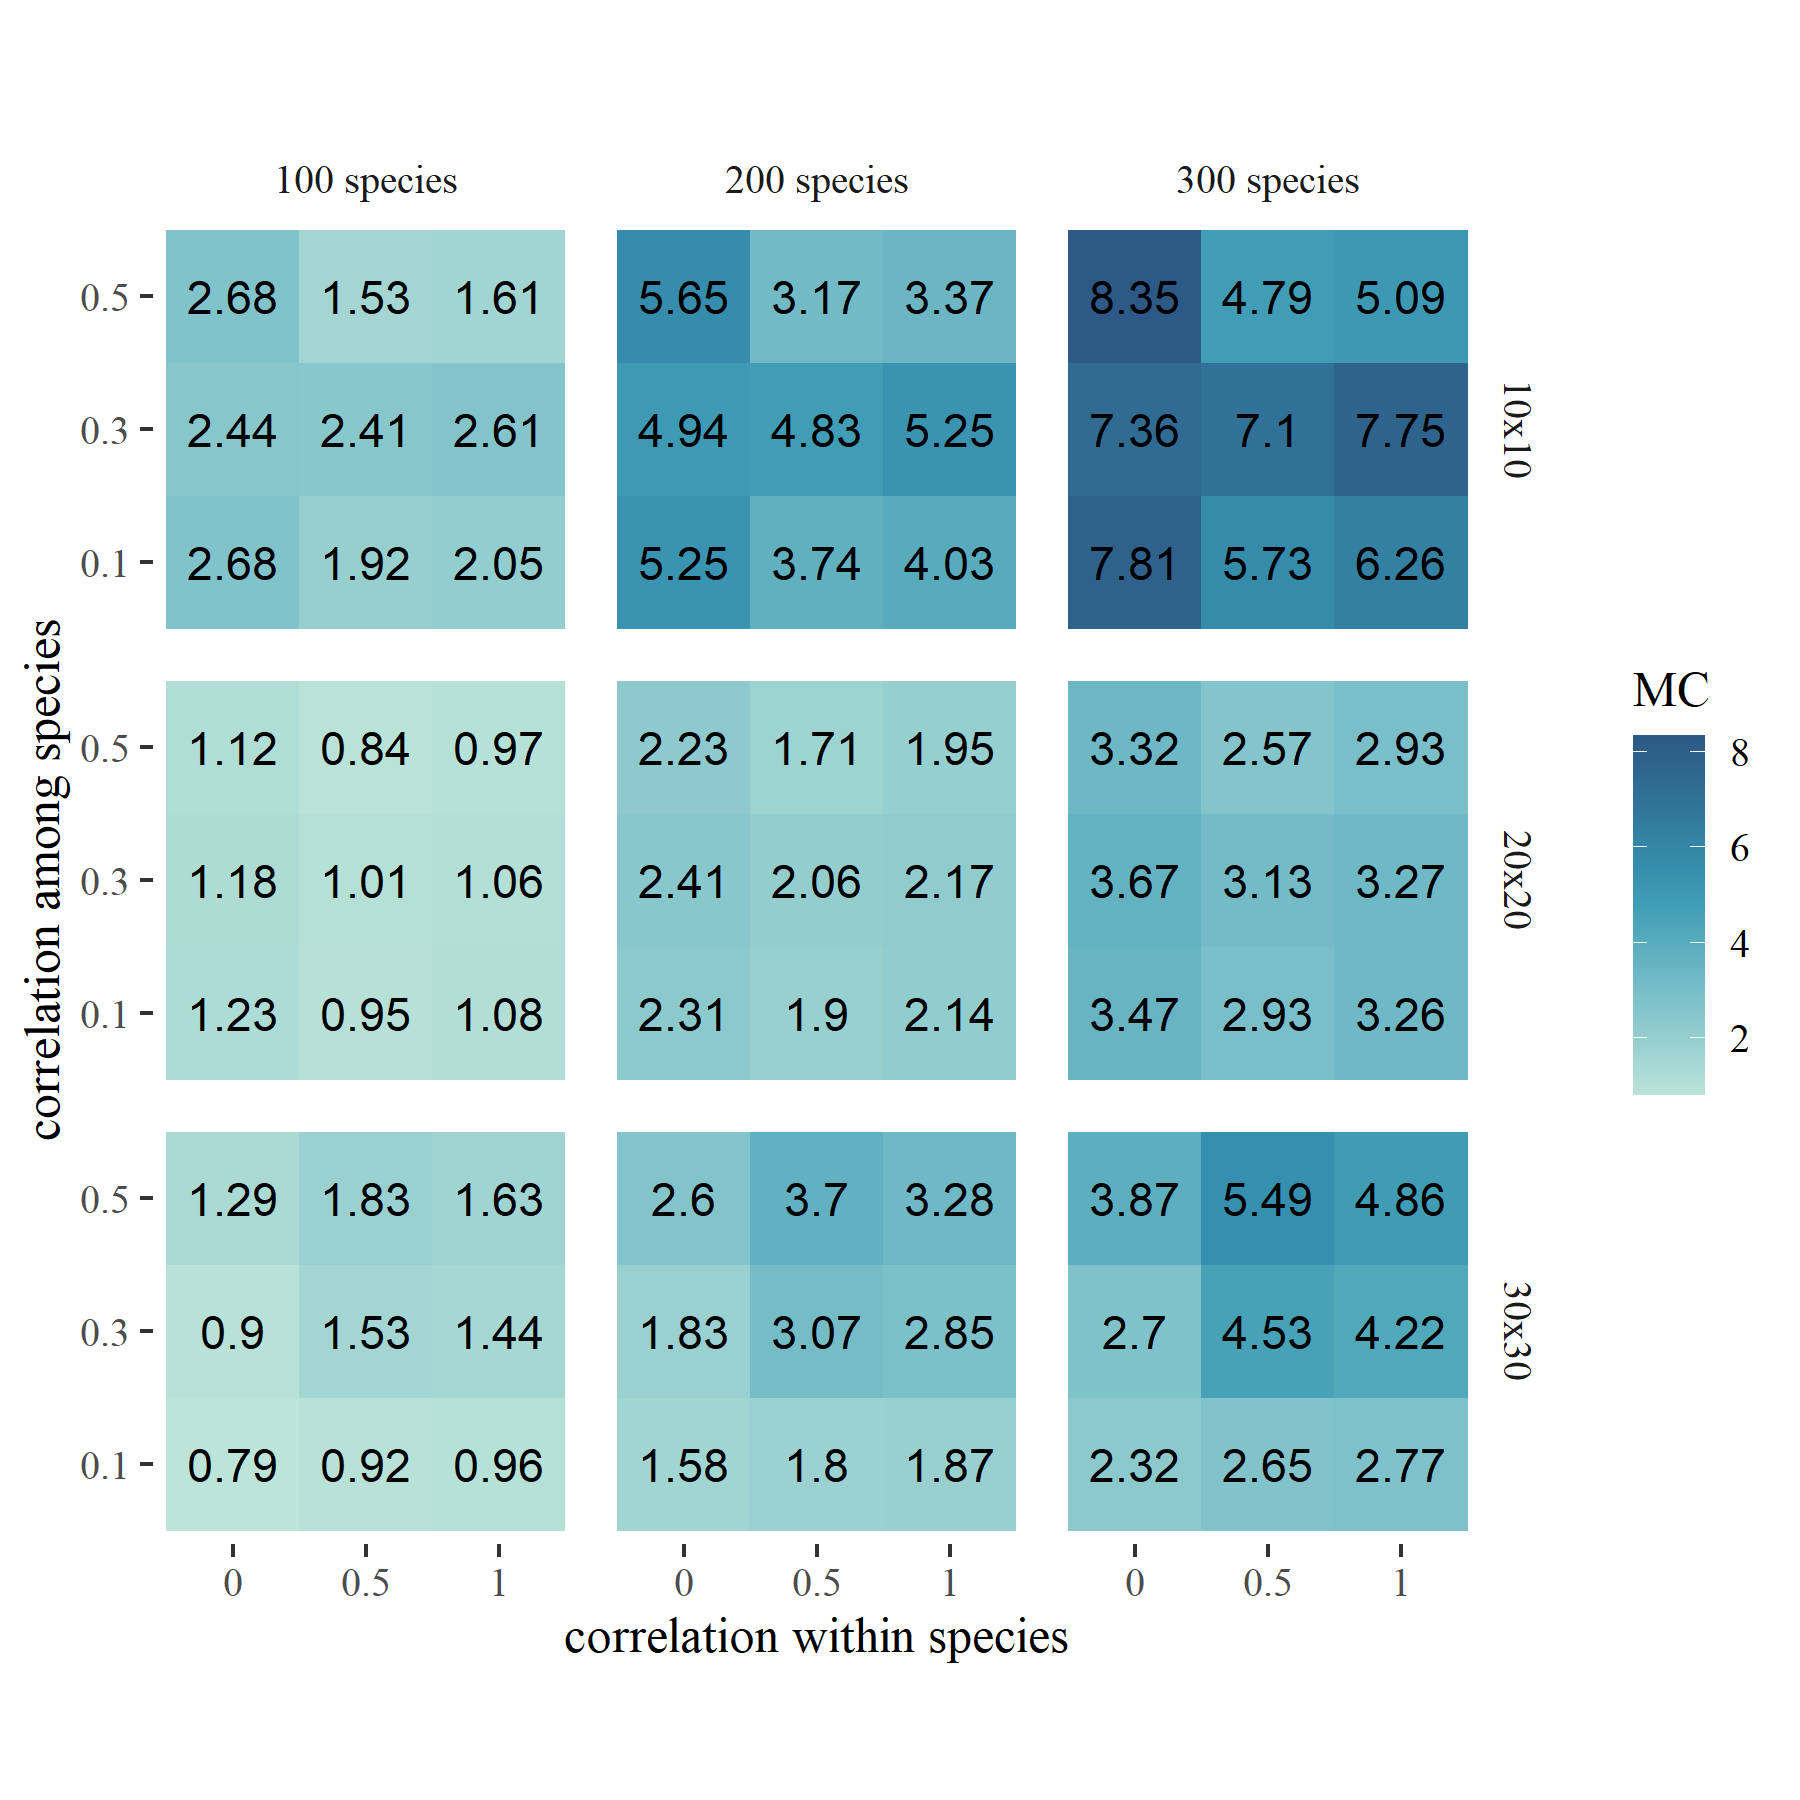 100 species 200 species 300 species
0.5 2.68 1.53 1.61 5.65 3.17 3.37 8.35 4.79 5.09
0.3 2.44 2.41 2.61 4.94 4.83 5.25 7.36 7.1 7.75
0.1 2.68 1.92 2.05 5.25 3.74 4.03 7.81 5.73 6.26
10x10
0.5 1.12 0.84 0.97 2.23 1.71 1.95 3.32 2.57 2.93
0.3 1.18 1.01 1.06 2.41 2.06 2.17 3.67 3.13 3.27
0.1 1.23 0.95 1.08 2.31 1.9 2.14 3.47 2.93 3.26
20x20
0.5 1.29 1.83 1.63 2.6 3.7 3.28 3.87 5.49 4.86
0.3 0.9 1.53 1.44 1.83 3.07 2.85 2.7 4.53 4.22
0.1 0.79 0.92 0.96 1.58 1.8 1.87 2.32 2.65 2.77
30x30
0 0.5 1 0 0.5 1 0 0.5 1
correlation within species
correlation among species
MC
8
6
4
2